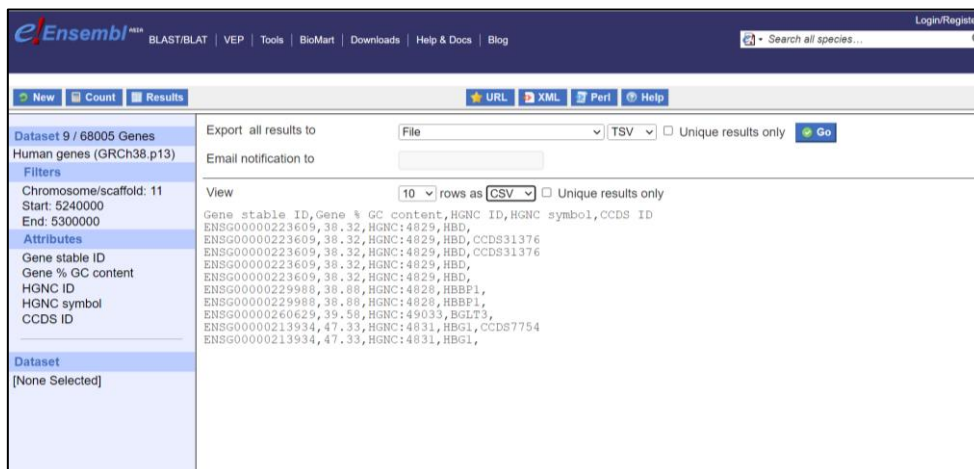 Login/Registe
e!Ensembl ASIA
BLAST/BLAT | VEP | Tools | BioMart | Downloads | Help & Docs | Blog
Search all species...
New Count Results
URL XML Perl Help
Dataset 9 / 68005 Genes
Human genes (GRCh38.p13)
Filters
Chromosome/scaffold: 11
Start: 5240000
End: 5300000
Attributes
Gene stable ID
Gene % GC content
HGNC ID
HGNC symbol
CCDS ID
Dataset
[None Selected]
Export all results to File TSV Unique results only Go
Email notification to
View 10 rows as CSV Unique results only
Gene stable ID,Gene % GC content,HGNC ID,HGNC symbol,CCDS ID
ENSG00000223609,38.32,HGNC:4829,HBD,
ENSG00000223609,38.32,HGNC:4829,HBD,CCDS31376
ENSG00000223609,38.32,HGNC:4829,HBD,CCDS31376
ENSG00000223609,38.32,HGNC:4829,HBD,
ENSG00000223609,38.32,HGNC:4829,HBD,
ENSG00000229988,38.88,HGNC:4828,HBBP1,
ENSG00000229988,38.88,HGNC:4828,HBBP1,
ENSG00000260629,39.58,HGNC:49033,BGLT3,
ENSG00000213934,47.33,HGNC:4831,HBG1,CCDS7754
ENSG00000213934,47.33,HGNC:4831,HBG1,